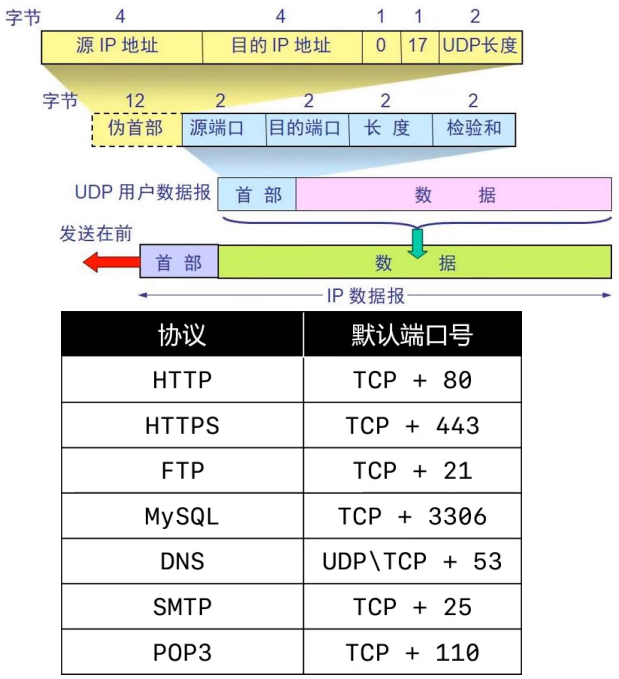 字节 4 4 1 1 2
源 IP 地址 目的 IP 地址 0 17 UDP长度
字节 12 2 2 2 2
伪首部 源端口 目的端口 长 度 检验和
UDP 用户数据报 首 部 数 据
发送在前
首 部 数 据
IP 数据报
协议 默认端口号
HTTP TCP + 80
HTTPS TCP + 443
FTP TCP + 21
MySQL TCP + 3306
DNS UDP\TCP + 53
SMTP TCP + 25
POP3 TCP + 110